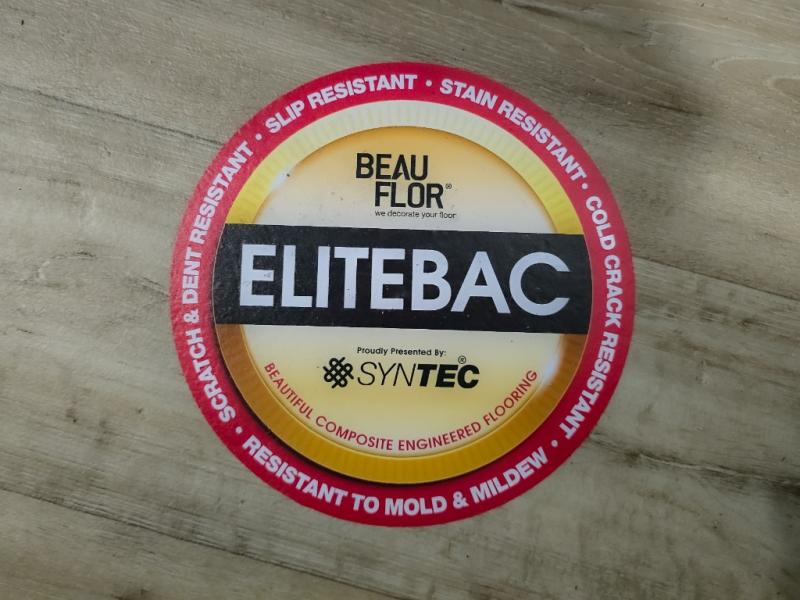 SLIP RESISTANT • STAIN RESISTANT • COLD CRACK RESISTANT • RESISTANT TO MOLD & MILDEW • SCRATCH & DENT RESISTANT •
BEAU
FLOR®
we decorate your floor
ELITEBAC
Proudly Presented By:
SYNTEC®
BEAUTIFUL COMPOSITE ENGINEERED FLOORING